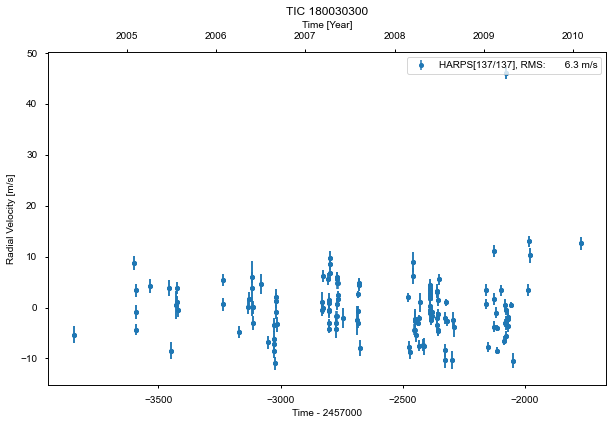 TIC 180030300
Time [Year]
2005 2006 2007 2008 2009 2010
HARPS[137/137], RMS: 6.3 m/s
50
40
30
20
10
0
−10
Radial Velocity [m/s]
−3500 −3000 −2500 −2000
Time - 2457000